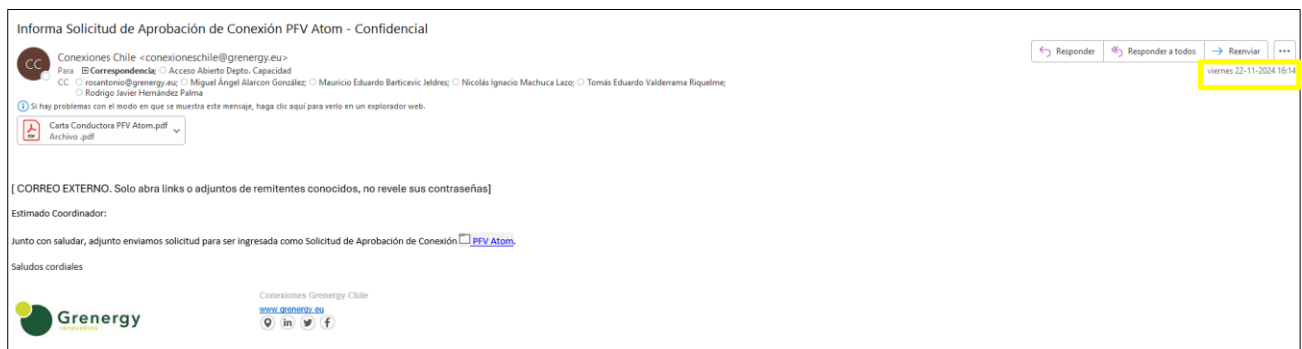 Informa Solicitud de Aprobación de Conexión PFV Atom - Confidencial
CC
Conexiones Chile <conexioneschile@grenergy.eu>
Para Correspondencia; Acceso Abierto Depto. Capacidad
CC rosantonio@grenergy.eu; Miguel Ángel Alarcon González; Mauricio Eduardo Barticevic Jeldres; Nicolás Ignacio Machuca Lazo; Tomás Eduardo Valderrama Riquelme;
Rodrigo Javier Hernández Palma
Responder
Responder a todos
Reenviar
viernes 22-11-2024 16:14
Si hay problemas con el modo en que se muestra este mensaje, haga clic aquí para verlo en un explorador web.
Carta Conductora PFV Atom.pdf
Archivo .pdf
[ CORREO EXTERNO. Solo abra links o adjuntos de remitentes conocidos, no revele sus contraseñas]
Estimado Coordinador:
Junto con saludar, adjunto enviamos solicitud para ser ingresada como Solicitud de Aprobación de Conexión PFV Atom.
Saludos cordiales
Grenergy
renovables
Conexiones Grenergy Chile
www.grenergy.eu